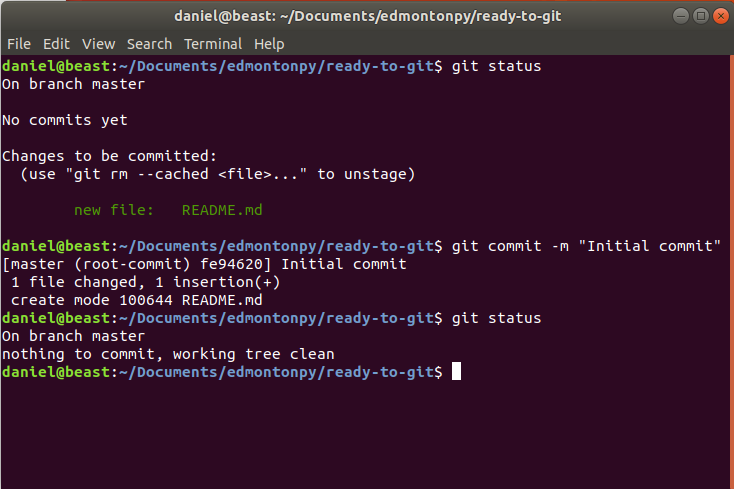 daniel@beast: ~/Documents/edmontonpy/ready-to-git
File Edit View Search Terminal Help
daniel@beast:~/Documents/edmontonpy/ready-to-git$ git status
On branch master
No commits yet
Changes to be committed:
  (use "git rm --cached <file>..." to unstage)
        new file:   README.md
daniel@beast:~/Documents/edmontonpy/ready-to-git$ git commit -m "Initial commit"
[master (root-commit) fe94620] Initial commit
 1 file changed, 1 insertion(+)
 create mode 100644 README.md
daniel@beast:~/Documents/edmontonpy/ready-to-git$ git status
On branch master
nothing to commit, working tree clean
daniel@beast:~/Documents/edmontonpy/ready-to-git$